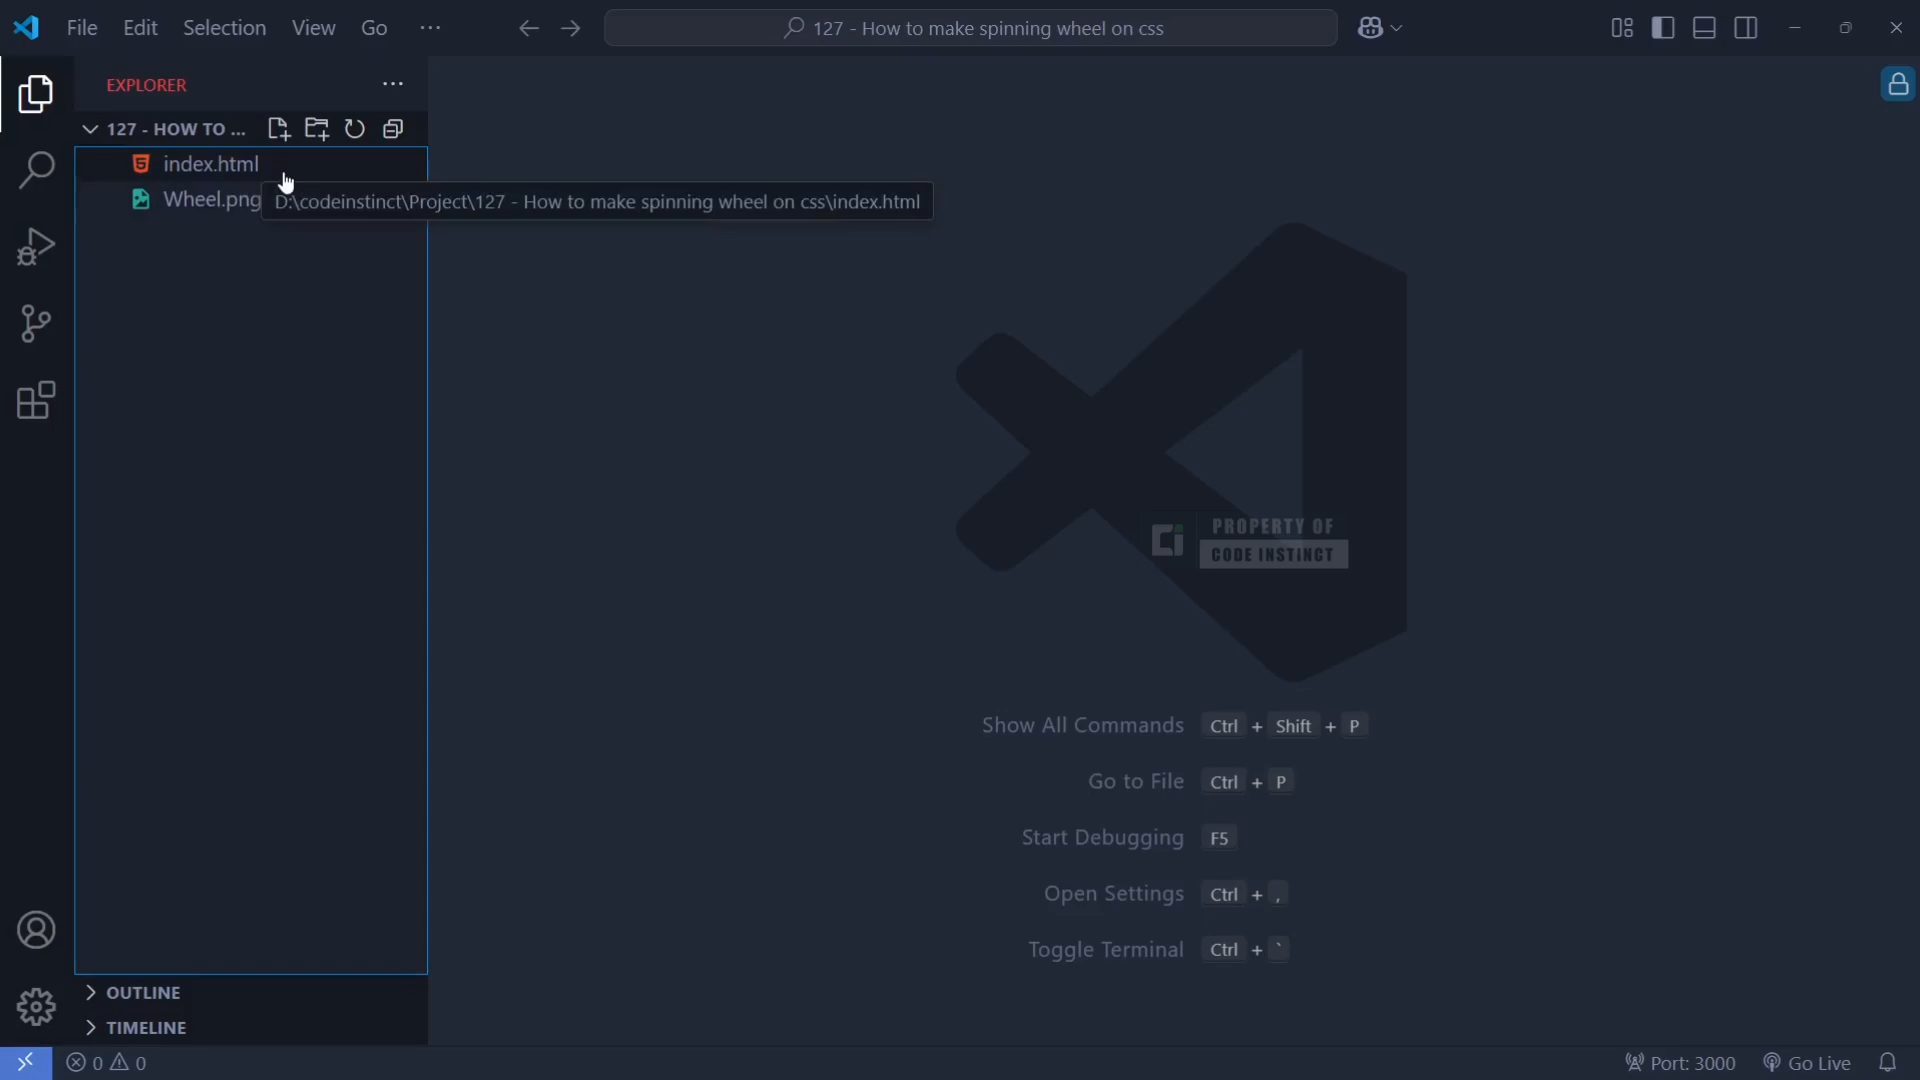 File Edit Selection View Go ···
127 - How to make spinning wheel on css
EXPLORER
127 - HOW TO ...
index.html
Wheel.png
D:\codeinstinct\Project\127 - How to make spinning wheel on css\index.html
PROPERTY OF
CODE INSTINCT
Show All Commands Ctrl + Shift + P
Go to File Ctrl + P
Start Debugging F5
Open Settings Ctrl + ,
Toggle Terminal Ctrl + `
OUTLINE
TIMELINE
0 0
Port: 3000 Go Live